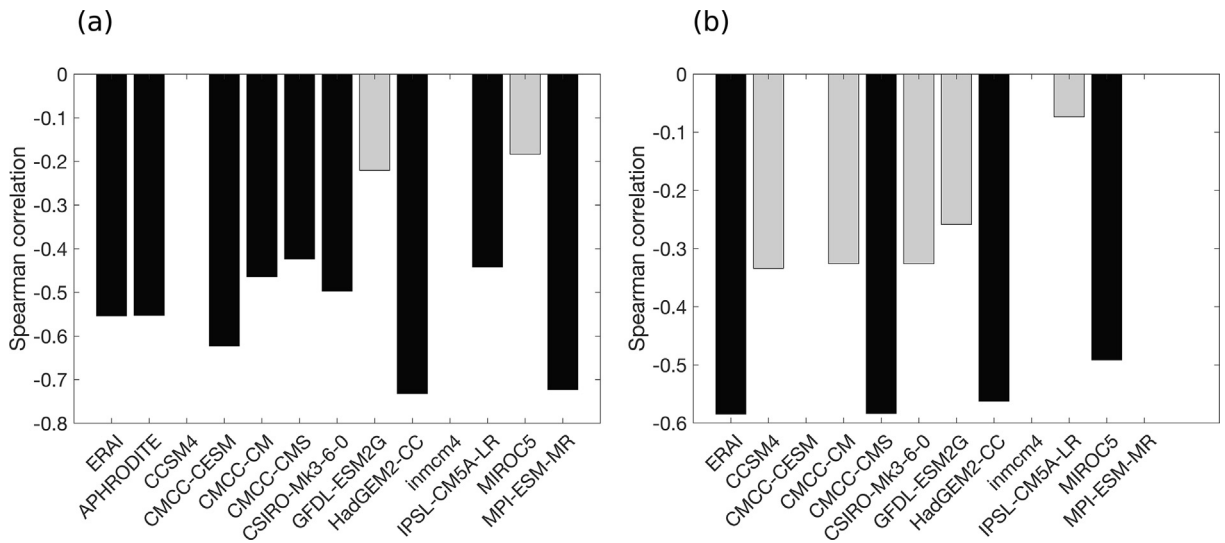 (a)
Spearman correlation
0
-0.1
-0.2
-0.3
-0.4
-0.5
-0.6
-0.7
-0.8
ERAI
APHRODITE
CCSM4
CMCC-CESM
CMCC-CM
CMCC-CMS
CSIRO-Mk3-6-0
GFDL-ESM2G
HadGEM2-CC
inmcm4
IPSL-CM5A-LR
MIROC5
MPI-ESM-MR
(b)
Spearman correlation
0
-0.1
-0.2
-0.3
-0.4
-0.5
-0.6
ERAI
CCSM4
CMCC-CESM
CMCC-CM
CMCC-CMS
CSIRO-Mk3-6-0
GFDL-ESM2G
HadGEM2-CC
inmcm4
IPSL-CM5A-LR
MIROC5
MPI-ESM-MR